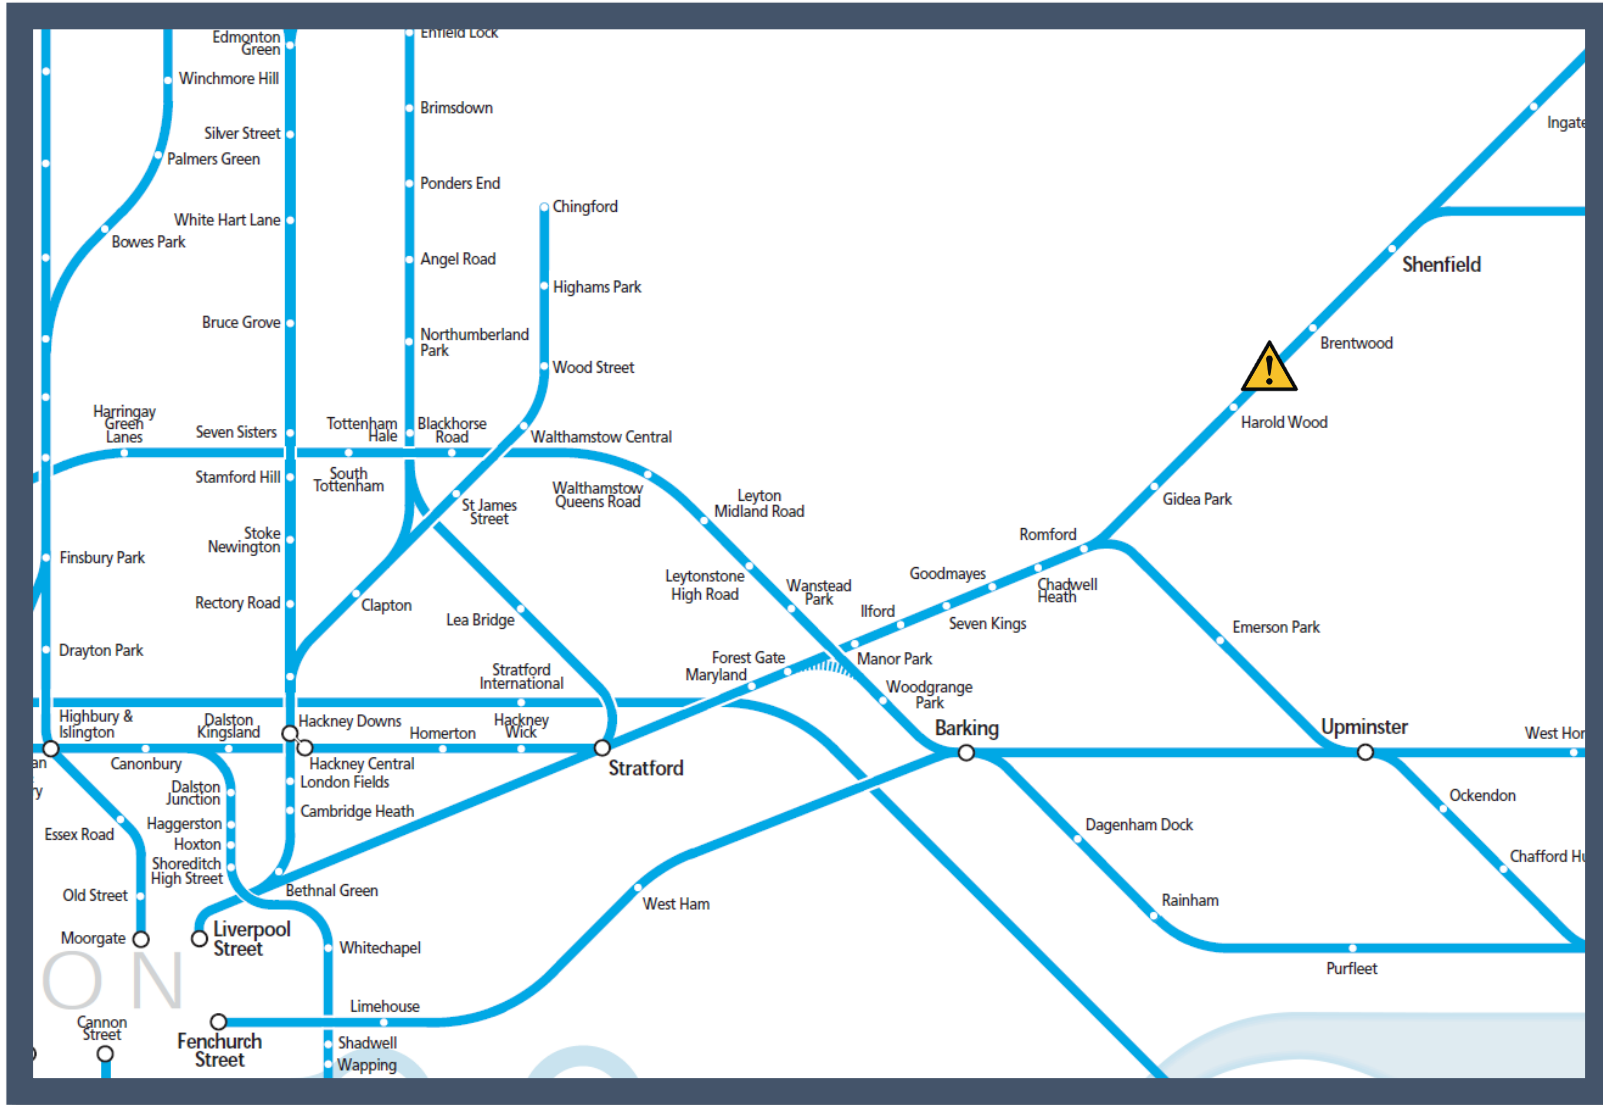 Edmonton
Green
Enfield Lock
Winchmore Hill
Brimsdown
Ingate
Silver Street
Palmers Green
Ponders End
White Hart Lane
Chingford
Bowes Park
Angel Road
Shenfield
Highams Park
Bruce Grove
Northumberland
Park
Brentwood
Wood Street
!
Harringay
Green
Lanes
Seven Sisters
Tottenham
Hale
Blackhorse
Road
Walthamstow Central
Harold Wood
Stamford Hill
South
Tottenham
St James
Street
Walthamstow
Queens Road
Leyton
Midland Road
Gidea Park
Stoke
Newington
Romford
Finsbury Park
Leytonstone
High Road
Wanstead
Park
Goodmayes
Chadwell
Heath
Rectory Road
Clapton
Lea Bridge
Ilford
Seven Kings
Emerson Park
Drayton Park
Stratford
International
Forest Gate
Maryland
Manor Park
Woodgrange
Park
Highbury &
Islington
Dalston
Kingsland
Hackney Downs
Homerton
Hackney
Wick
Barking
Upminster
West Hor
an
Canonbury
Hackney Central
Stratford
ry
Dalston
Junction
London Fields
Ockendon
Essex Road
Haggerston
Cambridge Heath
Dagenham Dock
Hoxton
Shoreditch
High Street
Chafford Hu
Old Street
Bethnal Green
West Ham
Rainham
Moorgate
Liverpool
Street
Whitechapel
Purfleet
ON
Limehouse
Cannon
Street
Fenchurch
Street
Shadwell
Wapping